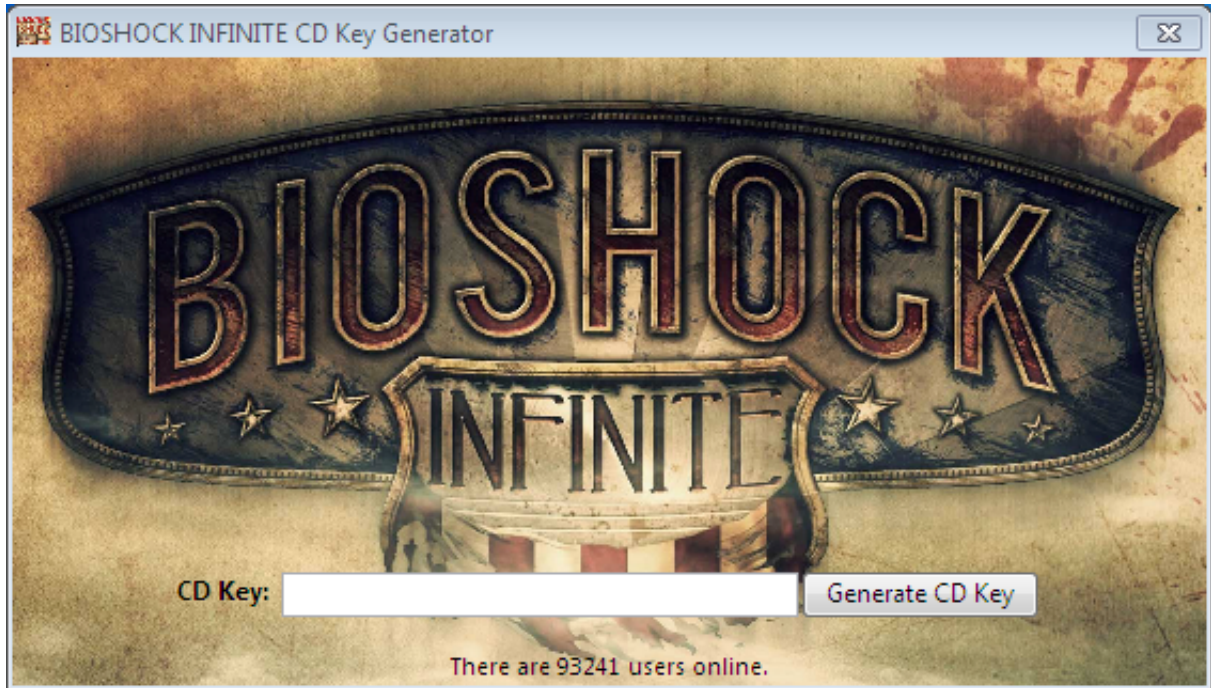 BIOSHOCK INFINITE CD Key Generator
BIOSHOCK
INFINITE
CD Key: Generate CD Key
There are 93241 users online.